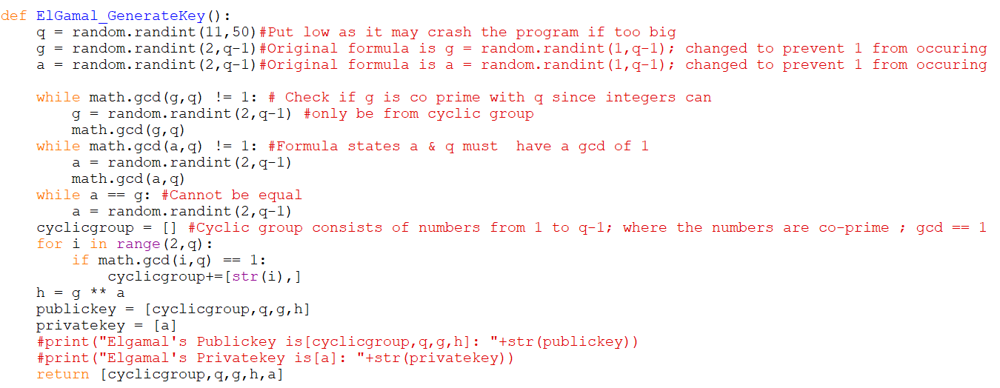 def ElGamal_GenerateKey():
    q = random.randint(11,50)#Put low as it may crash the program if too big
    g = random.randint(2,q-1)#Original formula is g = random.randint(1,q-1); changed to prevent 1 from occuring
    a = random.randint(2,q-1)#Original formula is a = random.randint(1,q-1); changed to prevent 1 from occuring
    while math.gcd(g,q) != 1: # Check if g is co prime with q since integers can
        g = random.randint(2,q-1) #only be from cyclic group
        math.gcd(g,q)
    while math.gcd(a,q) != 1: #Formula states a & q must  have a gcd of 1
        a = random.randint(2,q-1)
        math.gcd(a,q)
    while a == g: #Cannot be equal
        a = random.randint(2,q-1)
    cyclicgroup = [] #Cyclic group consists of numbers from 1 to q-1; where the numbers are co-prime ; gcd == 1
    for i in range(2,q):
        if math.gcd(i,q) == 1:
            cyclicgroup+=[str(i),]
    h = g ** a
    publickey = [cyclicgroup,q,g,h]
    privatekey = [a]
    #print("Elgamal's Publickey is[cyclicgroup,q,g,h]: "+str(publickey))
    #print("Elgamal's Privatekey is[a]: "+str(privatekey))
    return [cyclicgroup,q,g,h,a]